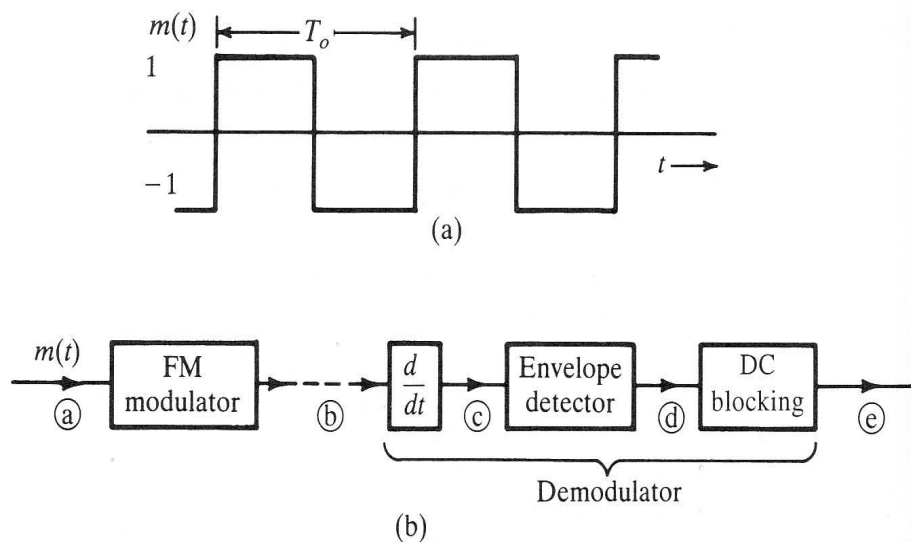 m(t)
T_o
1
-1
t
(a)
m(t)
FM
modulator
d
dt
Envelope
detector
DC
blocking
a
b
c
d
e
Demodulator
(b)